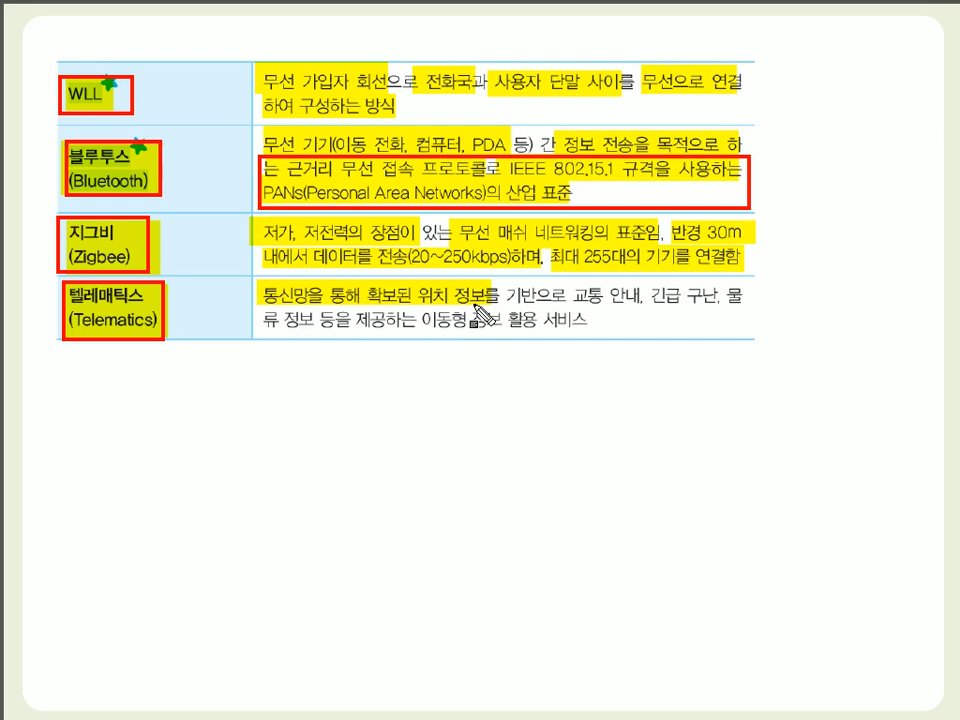 WLL
무선 가입자 회선으로 전화국과 사용자 단말 사이를 무선으로 연결
하여 구성하는 방식
블루투스
(Bluetooth)
무선 기기(이동 전화, 컴퓨터, PDA 등) 간 정보 전송을 목적으로 하
는 근거리 무선 접속 프로토콜로 IEEE 802.15.1 규격을 사용하는
PANs(Personal Area Networks)의 산업 표준
지그비
(Zigbee)
저가, 저전력의 장점이 있는 무선 매쉬 네트워킹의 표준임, 반경 30m
내에서 데이터를 전송(20~250kbps)하며, 최대 255대의 기기를 연결함
텔레매틱스
(Telematics)
통신망을 통해 확보된 위치 정보를 기반으로 교통 안내, 긴급 구난, 물
류 정보 등을 제공하는 이동형 정보 활용 서비스